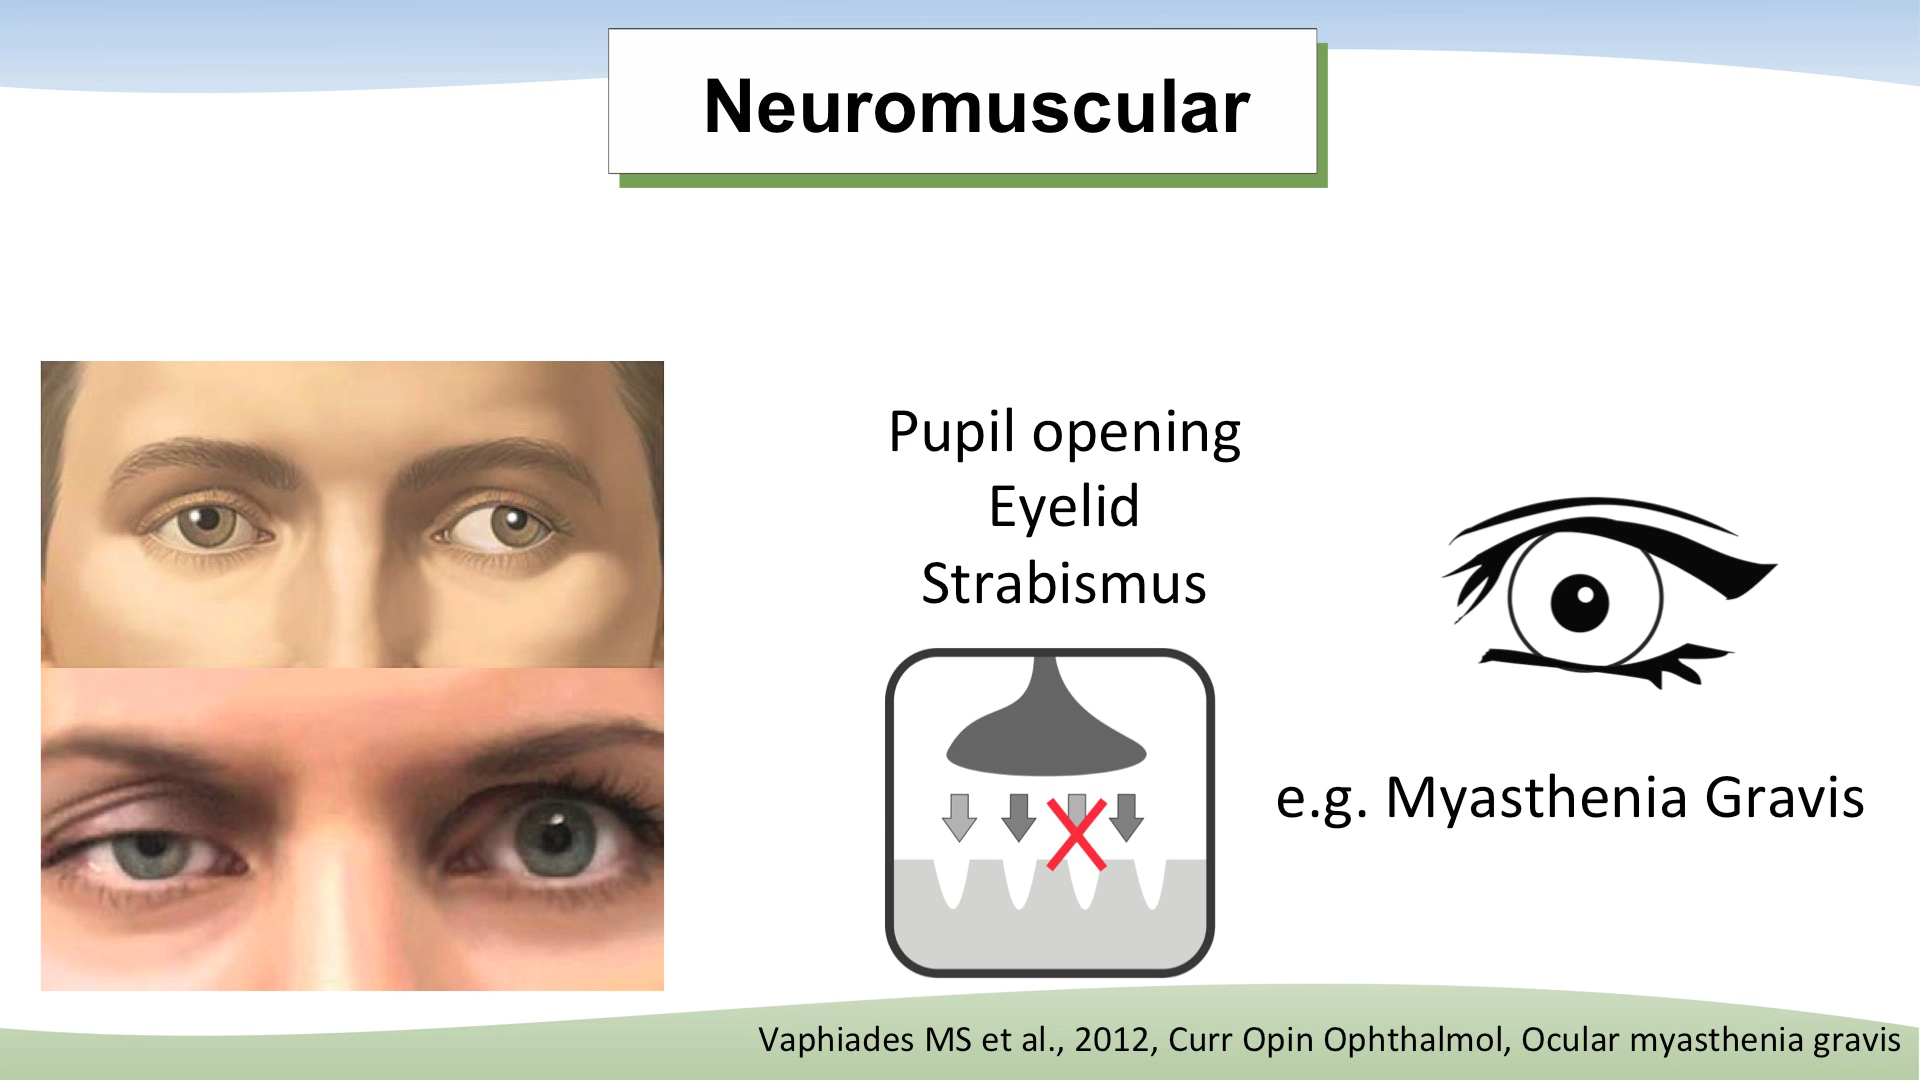 Neuromuscular
Pupil opening
Eyelid
Strabismus
e.g. Myasthenia Gravis
Vaphiades MS et al., 2012, Curr Opin Ophthalmol, Ocular myasthenia gravis